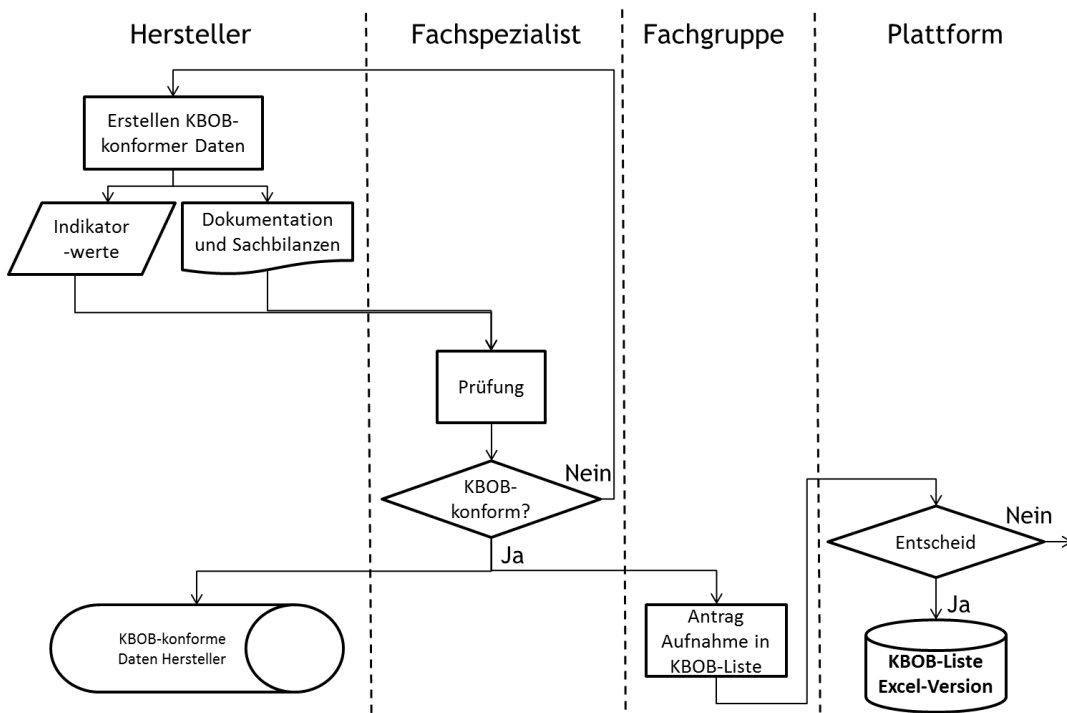 Hersteller
Fachspezialist
Fachgruppe
Plattform
Erstellen KBOB-
konformer Daten
Indikator
-werte
Dokumentation
und Sachbilanzen
Prüfung
KBOB-
konform?
Nein
Ja
Entscheid
Nein
Ja
KBOB-konforme
Daten Hersteller
Antrag
Aufnahme in
KBOB-Liste
KBOB-Liste
Excel-Version